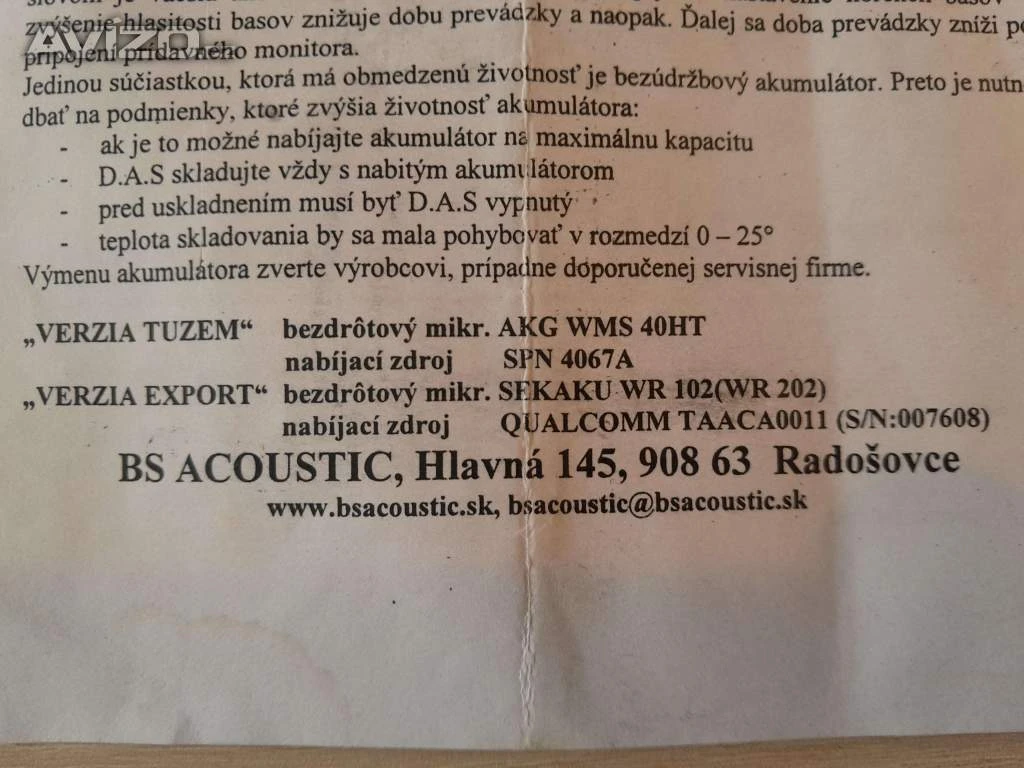 zvýšenie hlasitosti basov znižuje dobu prevádzky a naopak. Ďalej sa doba prevádzky zníži
pripojení prídavného monitora.
Jedinou súčiastkou, ktorá má obmedzenú životnosť je bezúdržbový akumulátor. Preto je nutn
dbať na podmienky, ktoré zvýšia životnosť akumulátora:
- ak je to možné nabíjajte akumulátor na maximálnu kapacitu
- D.A.S skladujte vždy s nabitým akumulátorom
- pred uskladnením musí byť D.A.S vypnutý
- teplota skladovania by sa mala pohybovať v rozmedzí 0 – 25°
Výmenu akumulátora zverte výrobcovi, prípadne doporučenej servisnej firme.
„VERZIA TUZEM“ bezdrôtový mikr. AKG WMS 40HT
nabíjací zdroj SPN 4067A
„VERZIA EXPORT“ bezdrôtový mikr. SEKAKU WR 102(WR 202)
nabíjací zdroj QUALCOMM TAACA0011 (S/N:007608)
BS ACOUSTIC, Hlavná 145, 908 63 Radošovce
www.bsacoustic.sk, bsacoustic@bsacoustic.sk